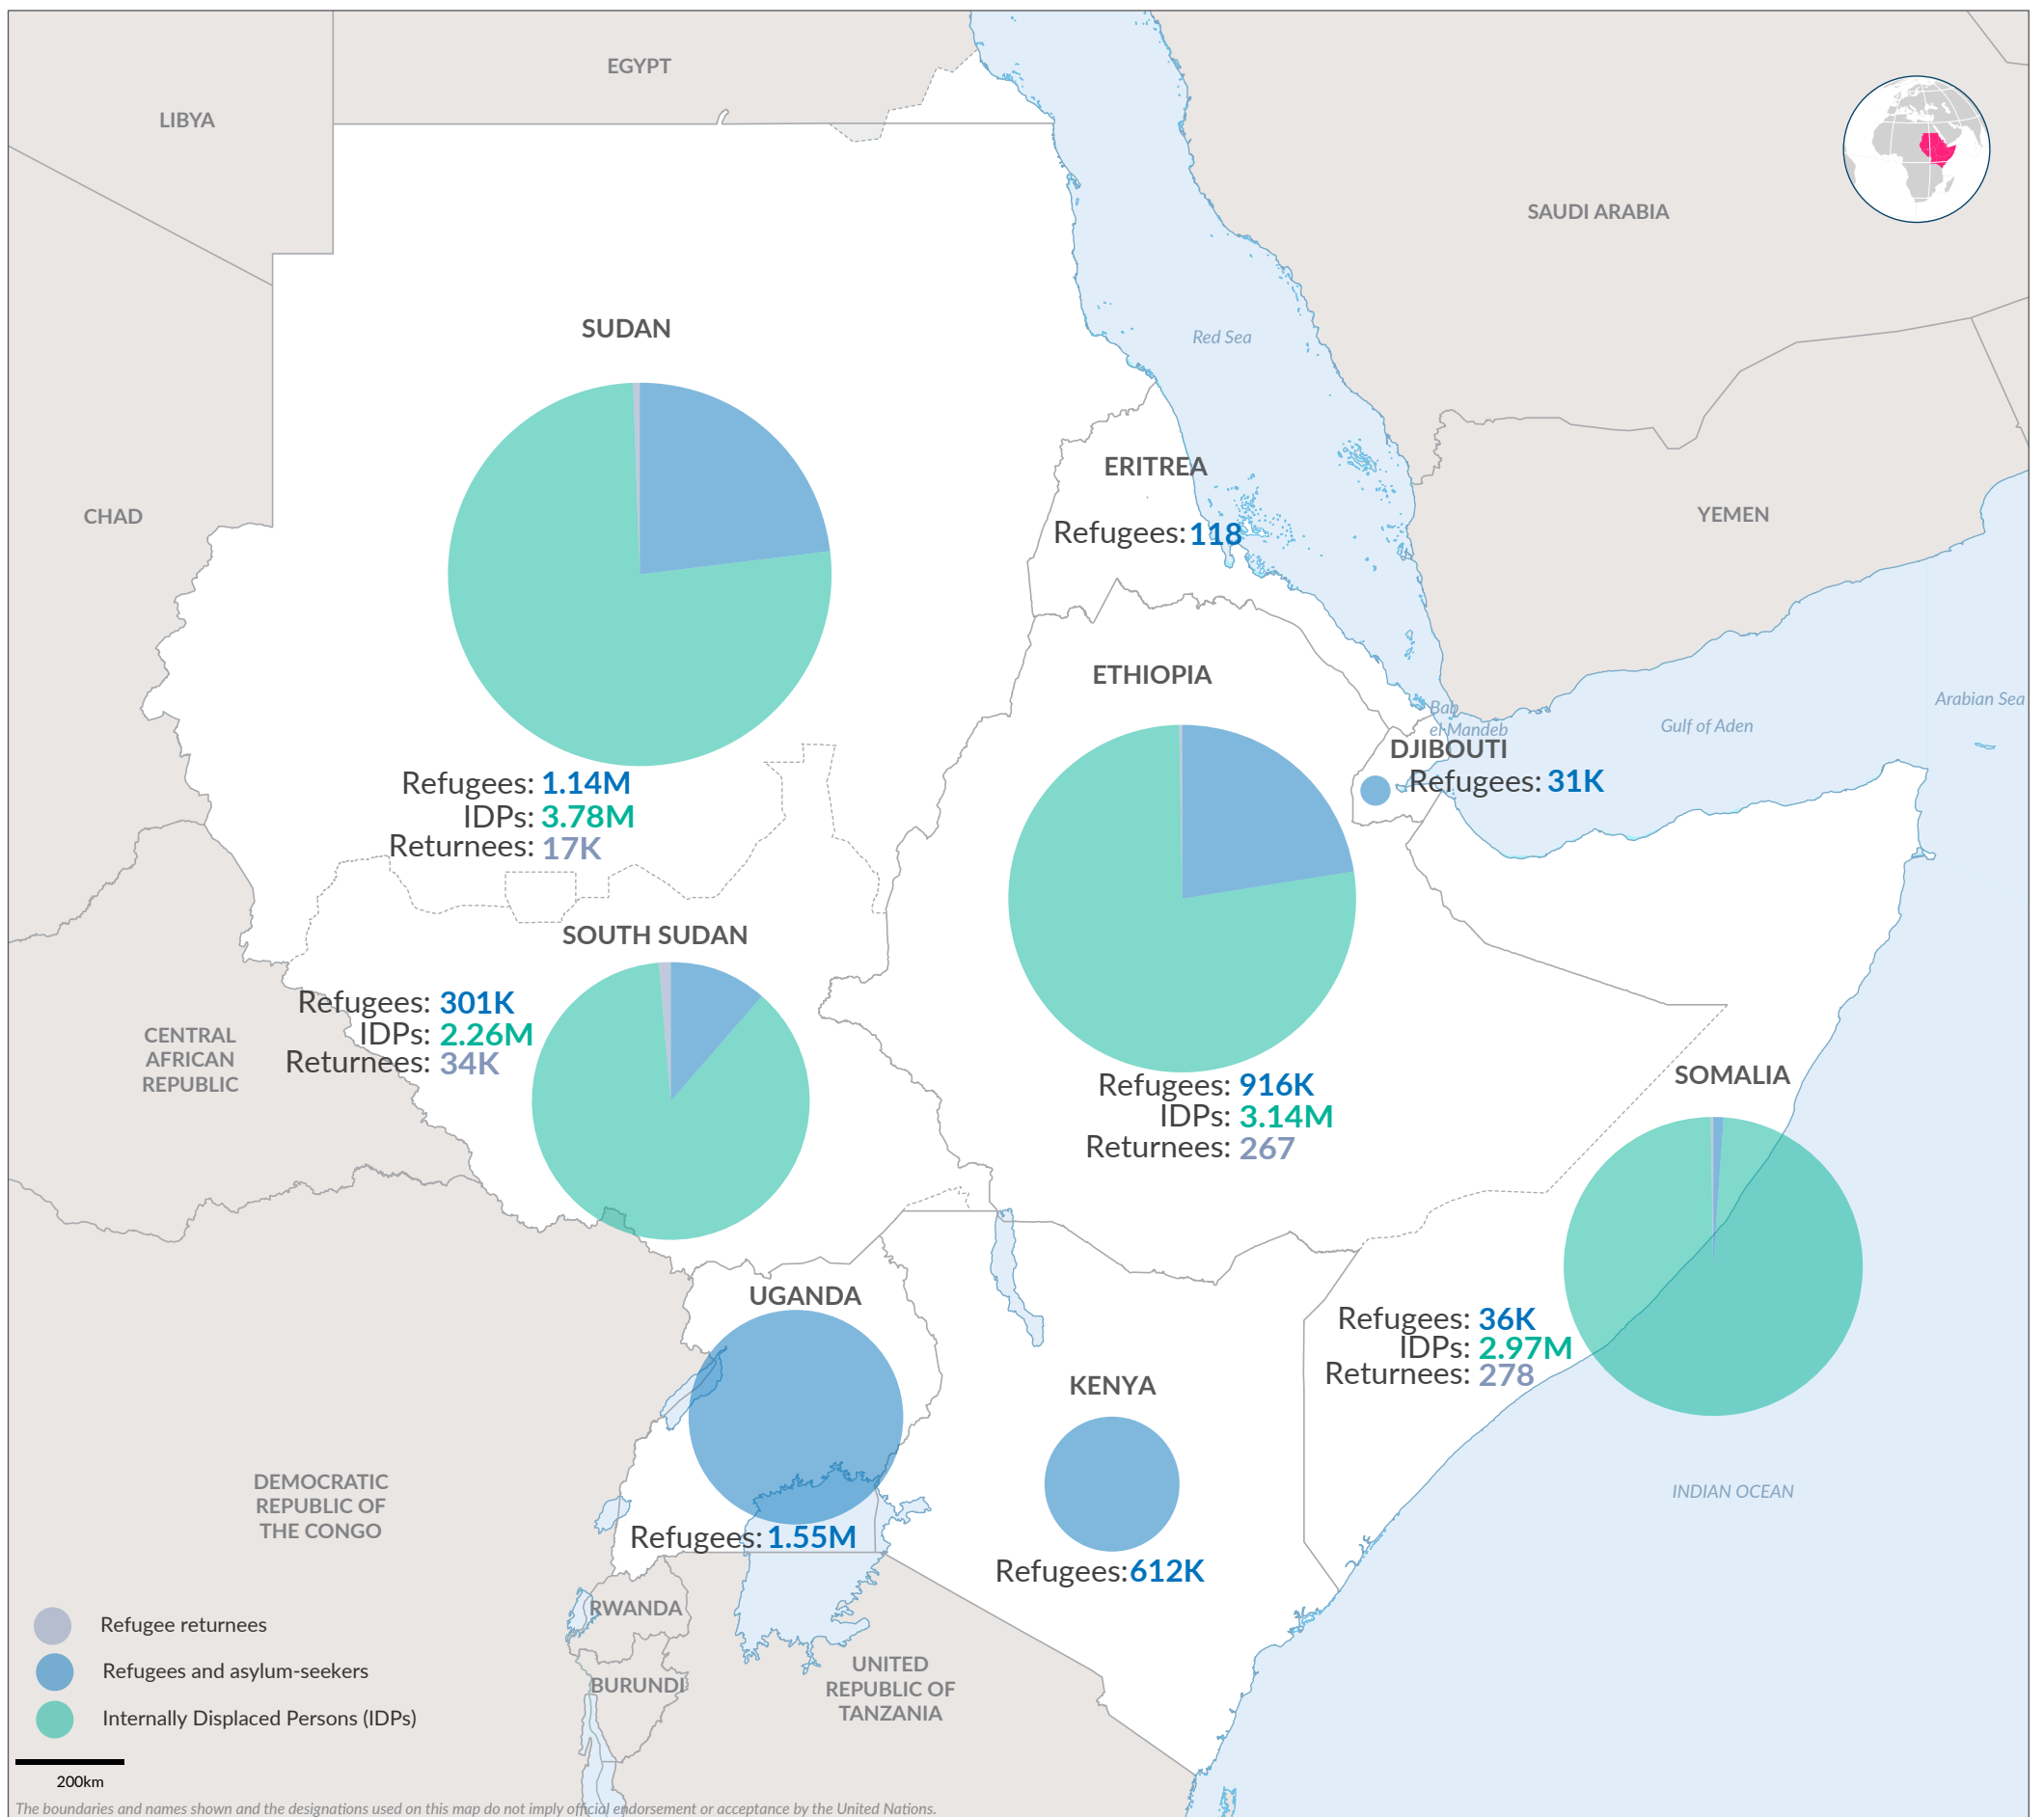 EGYPT
LIBYA
SAUDI ARABIA
SUDAN
Red Sea
ERITREA
CHAD
YEMEN
Refugees: 118
ETHIOPIA
Arabian Sea
Bab
el-Mandeb
Gulf of Aden
DJIBOUTI
Refugees: 31K
Refugees: 1.14M
IDPs: 3.78M
Returnees: 17K
SOUTH SUDAN
Refugees: 301K
IDPs: 2.26M
Returnees: 34K
CENTRAL
AFRICAN
REPUBLIC
SOMALIA
Refugees: 916K
IDPs: 3.14M
Returnees: 267
UGANDA
Refugees: 36K
IDPs: 2.97M
Returnees: 278
KENYA
DEMOCRATIC
REPUBLIC OF
THE CONGO
INDIAN OCEAN
Refugees: 1.55M
Refugees: 612K
RWANDA
Refugee returnees
Refugees and asylum-seekers
Internally Displaced Persons (IDPs)
BURUNDI
UNITED
REPUBLIC OF
TANZANIA
200km
The boundaries and names shown and the designations used on this map do not imply official endorsement or acceptance by the United Nations.